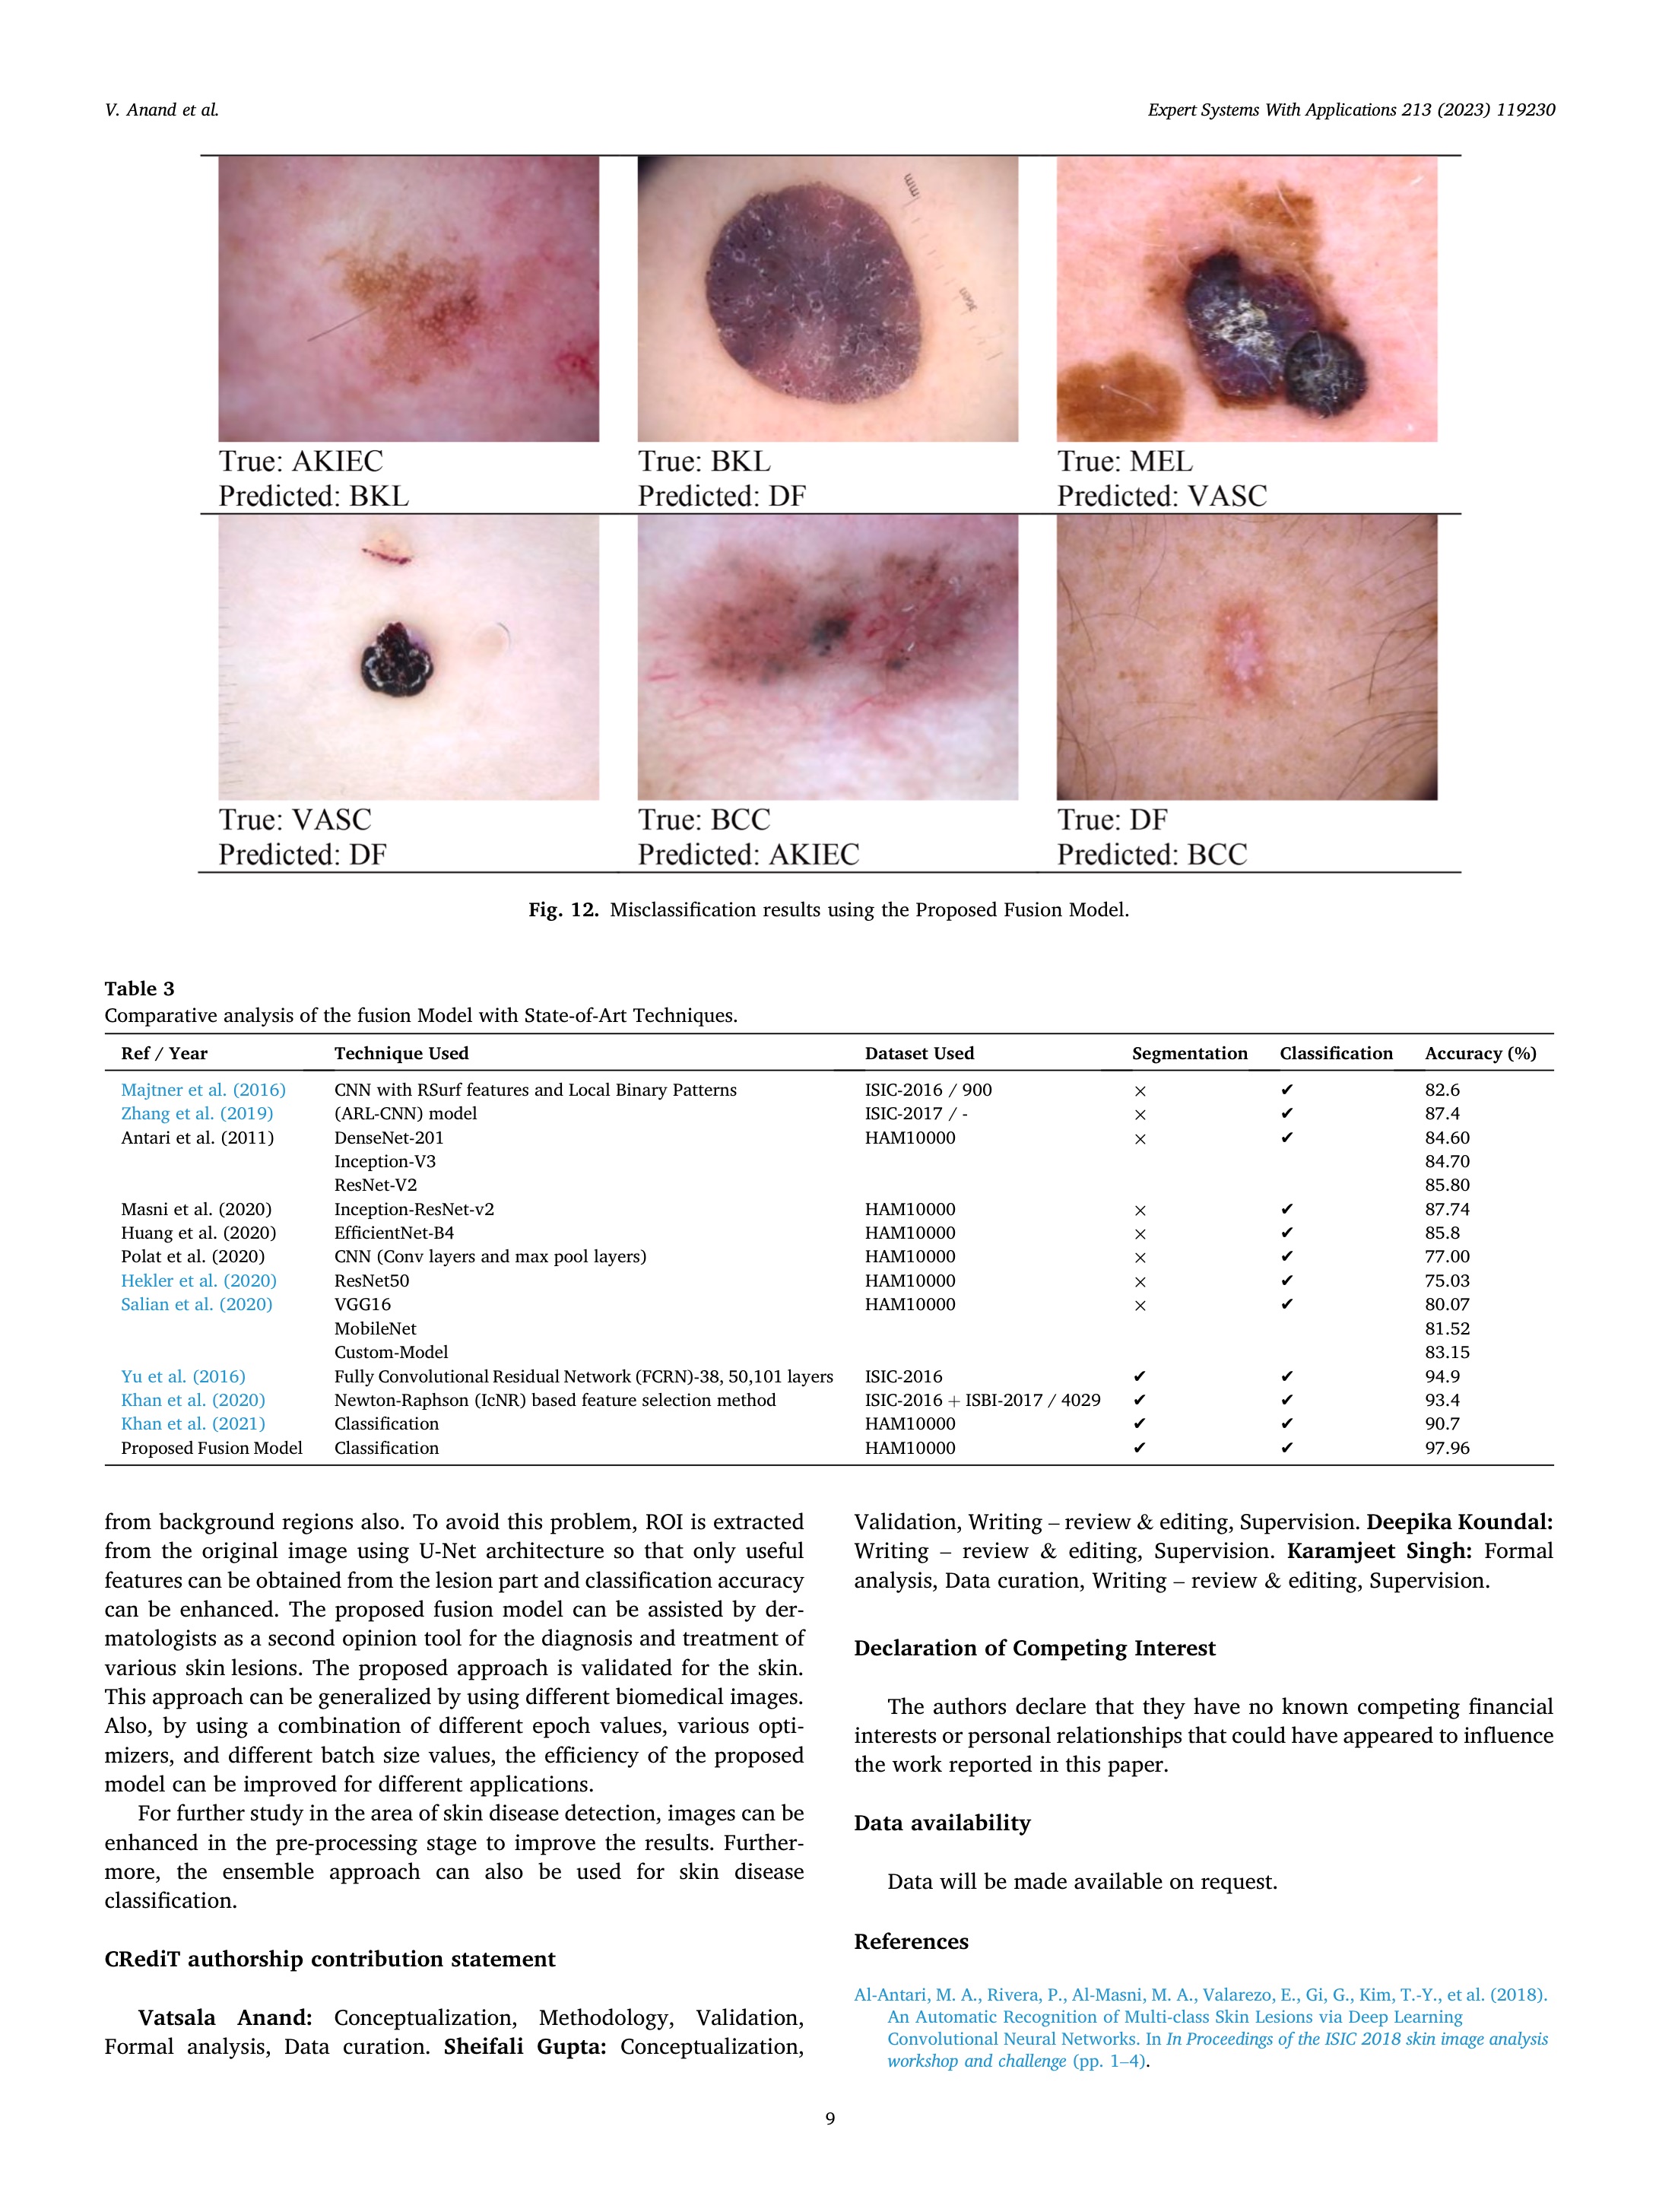 V. Anand et al.
Expert Systems With Applications 213 (2023) 119230
True: AKIEC
Predicted: BKL
True: BKL
Predicted: DF
True: MEL
Predicted: VASC
True: VASC
Predicted: DF
True: BCC
Predicted: AKIEC
True: DF
Predicted: BCC
Fig. 12. Misclassification results using the Proposed Fusion Model.
Table 3
Comparative analysis of the fusion Model with State-of-Art Techniques.
Ref / Year Technique Used Dataset Used Segmentation Classification Accuracy (%)
Majtner et al. (2016) CNN with RSurf features and Local Binary Patterns ISIC-2016 / 900 × ✔ 82.6
Zhang et al. (2019) (ARL-CNN) model ISIC-2017 / - × ✔ 87.4
Antari et al. (2011) DenseNet-201 HAM10000 × ✔ 84.60
Inception-V3 84.70
ResNet-V2 85.80
Masni et al. (2020) Inception-ResNet-v2 HAM10000 × ✔ 87.74
Huang et al. (2020) EfficientNet-B4 HAM10000 × ✔ 85.8
Polat et al. (2020) CNN (Conv layers and max pool layers) HAM10000 × ✔ 77.00
Hekler et al. (2020) ResNet50 HAM10000 × ✔ 75.03
Salian et al. (2020) VGG16 HAM10000 × ✔ 80.07
MobileNet 81.52
Custom-Model 83.15
Yu et al. (2016) Fully Convolutional Residual Network (FCRN)-38, 50,101 layers ISIC-2016 ✔ ✔ 94.9
Khan et al. (2020) Newton-Raphson (IcNR) based feature selection method ISIC-2016 + ISBI-2017 / 4029 ✔ ✔ 93.4
Khan et al. (2021) Classification HAM10000 ✔ ✔ 90.7
Proposed Fusion Model Classification HAM10000 ✔ ✔ 97.96
from background regions also. To avoid this problem, ROI is extracted
from the original image using U-Net architecture so that only useful
features can be obtained from the lesion part and classification accuracy
can be enhanced. The proposed fusion model can be assisted by der-
matologists as a second opinion tool for the diagnosis and treatment of
various skin lesions. The proposed approach is validated for the skin.
This approach can be generalized by using different biomedical images.
Also, by using a combination of different epoch values, various opti-
mizers, and different batch size values, the efficiency of the proposed
model can be improved for different applications.
For further study in the area of skin disease detection, images can be
enhanced in the pre-processing stage to improve the results. Further-
more, the ensemble approach can also be used for skin disease
classification.
CRediT authorship contribution statement
Vatsala Anand: Conceptualization, Methodology, Validation,
Formal analysis, Data curation. Sheifali Gupta: Conceptualization,
Validation, Writing – review & editing, Supervision. Deepika Koundal:
Writing – review & editing, Supervision. Karamjeet Singh: Formal
analysis, Data curation, Writing – review & editing, Supervision.
Declaration of Competing Interest
The authors declare that they have no known competing financial
interests or personal relationships that could have appeared to influence
the work reported in this paper.
Data availability
Data will be made available on request.
References
Al-Antari, M. A., Rivera, P., Al-Masni, M. A., Valarezo, E., Gi, G., Kim, T.-Y., et al. (2018).
An Automatic Recognition of Multi-class Skin Lesions via Deep Learning
Convolutional Neural Networks. In In Proceedings of the ISIC 2018 skin image analysis
workshop and challenge (pp. 1–4).
9